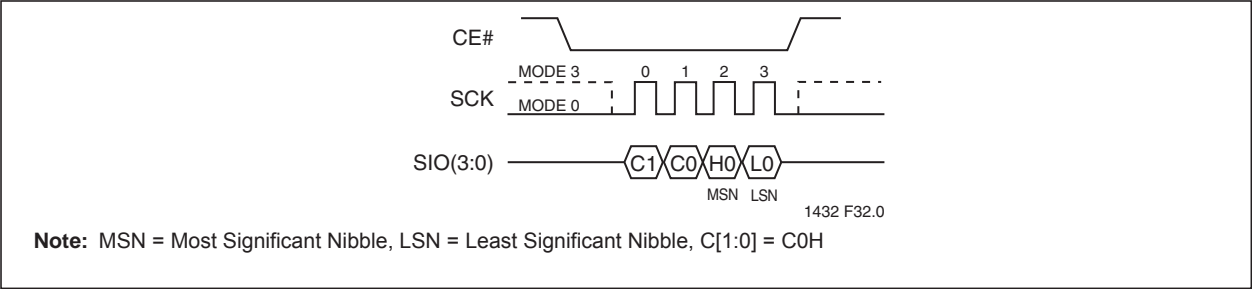 CE#
MODE 3 0 1 2 3
SCK
MODE 0
SIO(3:0) C1 C0 H0 L0
MSN LSN
1432 F32.0
Note: MSN = Most Significant Nibble, LSN = Least Significant Nibble, C[1:0] = C0H